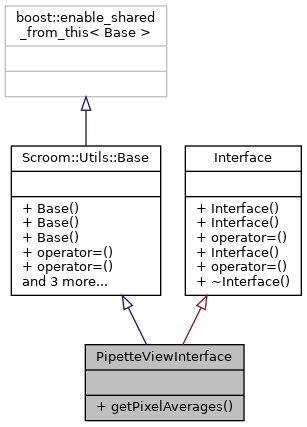 boost::enable_shared
_from_this< Base >
Scroom::Utils::Base
+ Base()
+ Base()
+ Base()
+ operator=()
+ operator=()
and 3 more...
Interface
+ Interface()
+ Interface()
+ operator=()
+ Interface()
+ operator=()
+ ~Interface()
PipetteViewInterface
+ getPixelAverages()